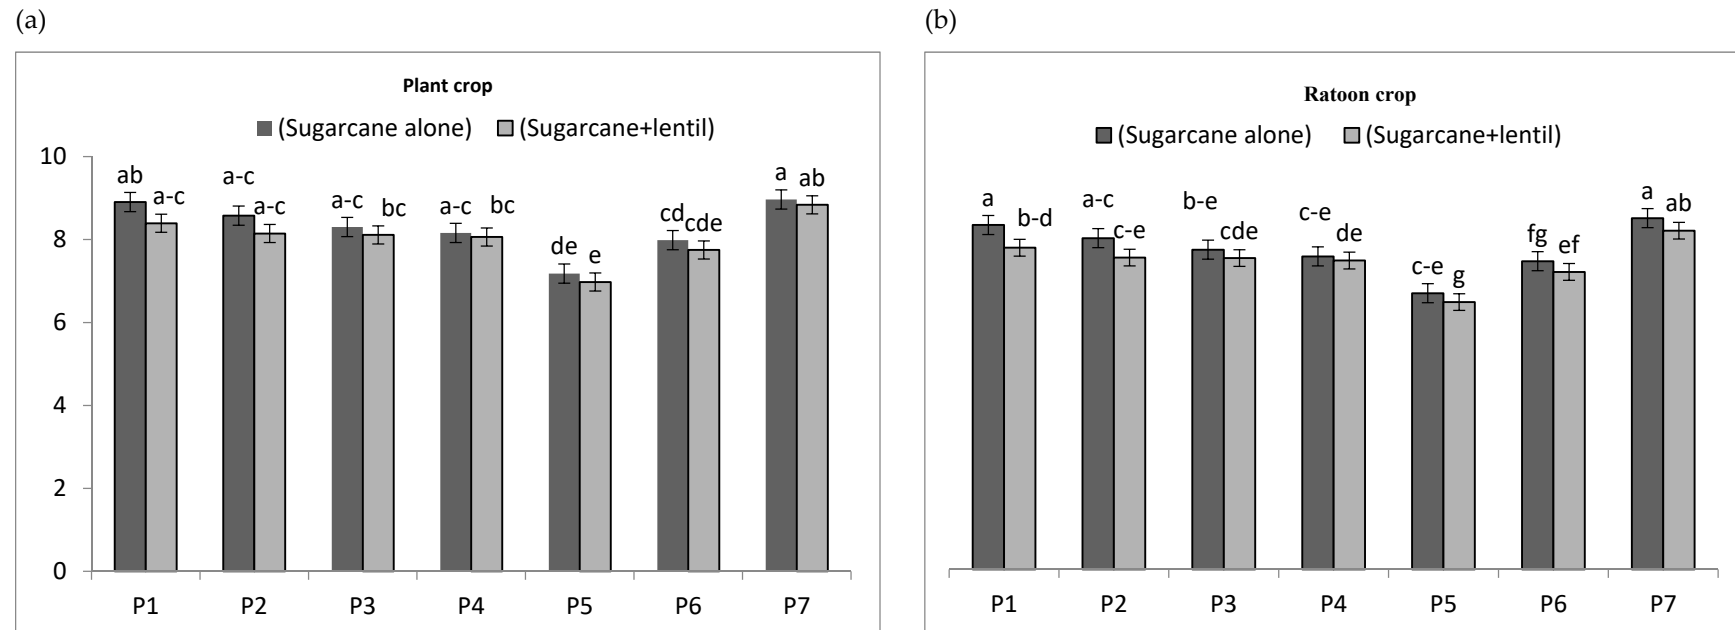 (a)
Plant crop
(Sugarcane alone) (Sugarcane+lentil)
10
8
6
4
2
0
ab a-c a-c a-c a-c bc a-c bc de e cd cde a ab
P1 P2 P3 P4 P5 P6 P7
(b)
Ratoon crop
(Sugarcane alone) (Sugarcane+lentil)
a b-d a-c c-e b-e cde c-e de c-e g fg ef a ab
P1 P2 P3 P4 P5 P6 P7